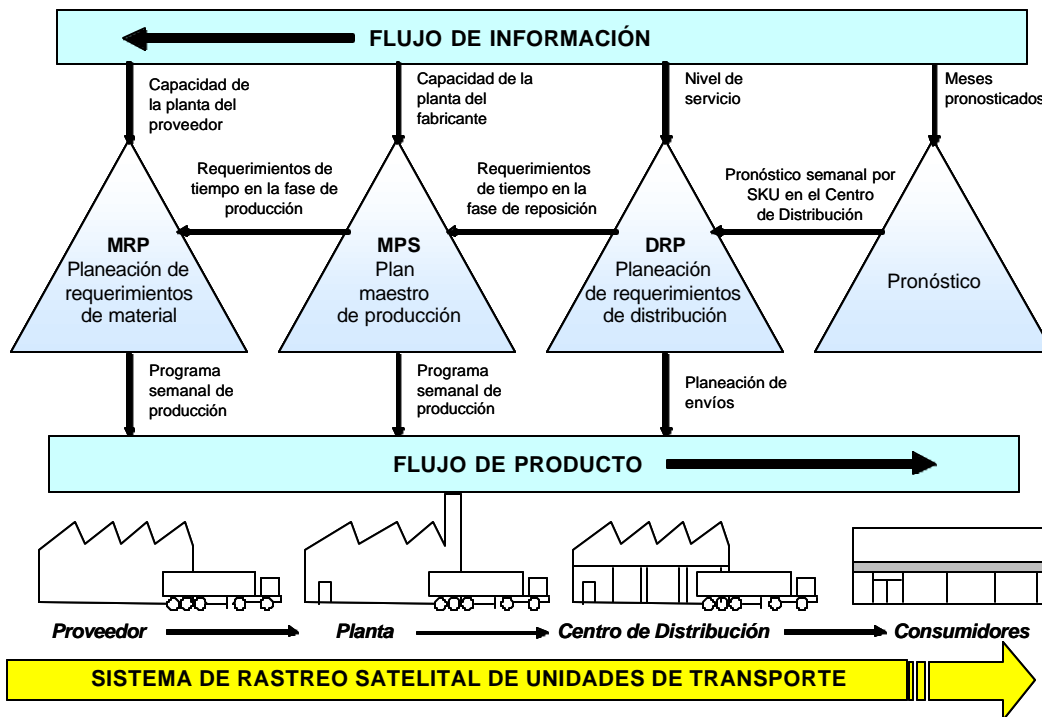 FLUJO DE INFORMACIÓN
Capacidad de
la planta del
proveedor
Capacidad de la
planta del
fabricante
Nivel de
servicio
Meses
pronosticados
Requerimientos de
tiempo en la fase de
producción
Requerimientos
de tiempo en la
fase de reposición
Pronóstico semanal por
SKU en el Centro
de Distribución
MRP
Planeación de
requerimientos
de material
MPS
Plan
maestro
de producción
DRP
Planeación
de requerimientos
de distribución
Pronóstico
Programa
semanal de
producción
Programa
semanal de
producción
Planeación de
envíos
FLUJO DE PRODUCTO
Proveedor
Planta
Centro de Distribución
Consumidores
SISTEMA DE RASTREO SATELITAL DE UNIDADES DE TRANSPORTE